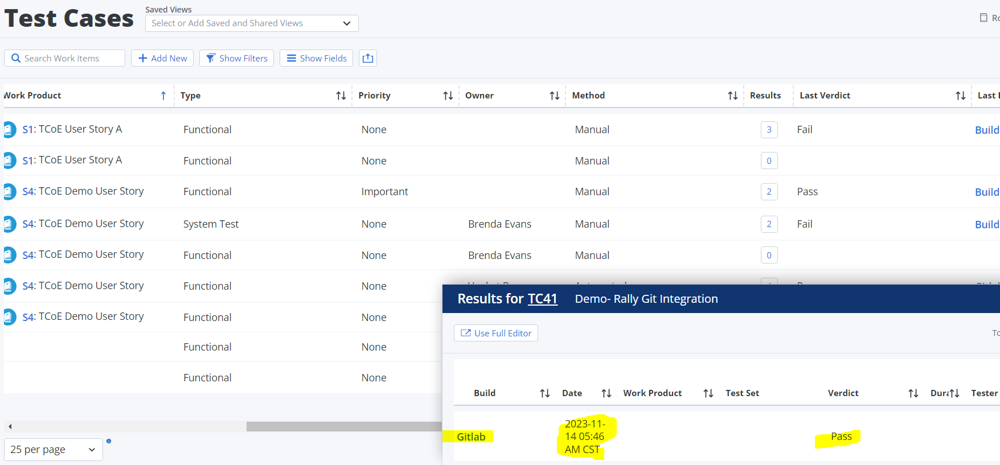 Test Cases
Saved Views
Select or Add Saved and Shared Views
Search Work Items
Add New
Show Filters
Show Fields
Work Product Type Priority Owner Method Results Last Verdict Last
S1: TCoE User Story A Functional None Manual 3 Fail Build
S1: TCoE User Story A Functional None Manual 0
S4: TCoE Demo User Story Functional Important Manual 2 Pass Build
S4: TCoE Demo User Story System Test None Brenda Evans Manual 2 Fail Build
S4: TCoE Demo User Story Functional None Brenda Evans Manual 0
S4: TCoE Demo User Story Functional None
S4: TCoE Demo User Story Functional None
Functional None
Functional None
25 per page
Results for TC41 Demo- Rally Git Integration
Use Full Editor
Build Date Work Product Test Set Verdict Dura Tester
Gitlab 2023-11-
14 05:46
AM CST Pass